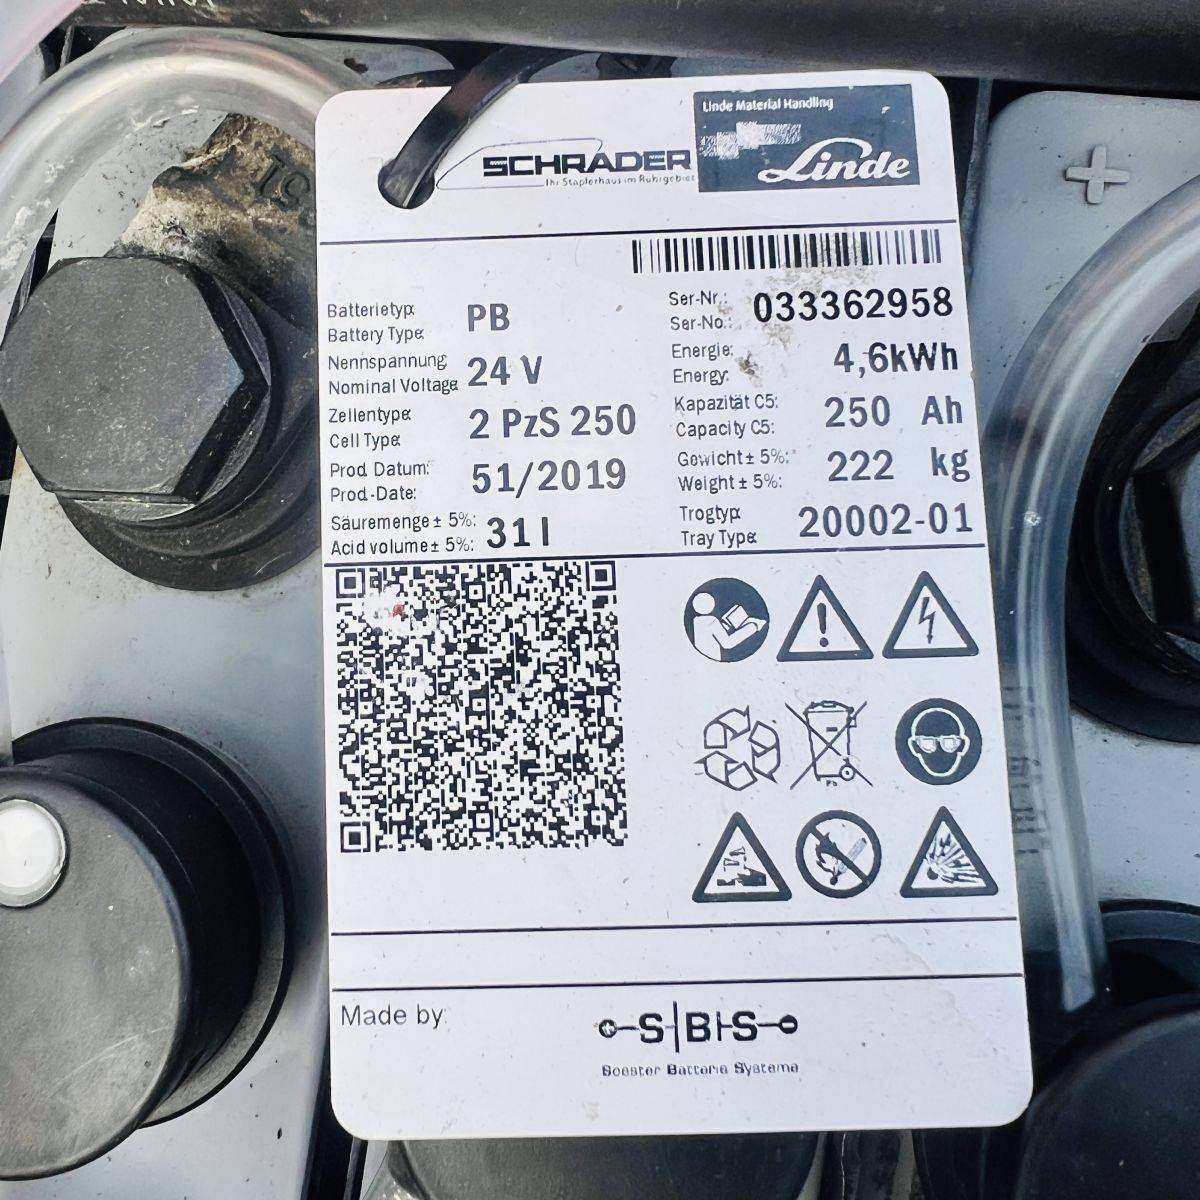 Linde Material Handling
Linde
SCHRADER
Ihr Staplerhaus im Ruhrgebiet
Batterietyp:
Battery Type:
PB
Nennspannung
Nominal Voltage
24 V
Zellentype:
Cell Type:
2 PzS 250
Prod. Datum:
Prod.-Date:
51/2019
Säuremenge ± 5%:
Acid volume ± 5%:
31 l
Ser-Nr.:
Ser-No.:
033362958
Energie:
Energy:
4,6kWh
Kapazität C5:
Capacity C5:
250 Ah
Gewicht ± 5%:
Weight ± 5%:
222 kg
Trogtyp:
Tray Type:
20002-01
Pb
Made by:
S|B|S
Soester Batterie Systeme